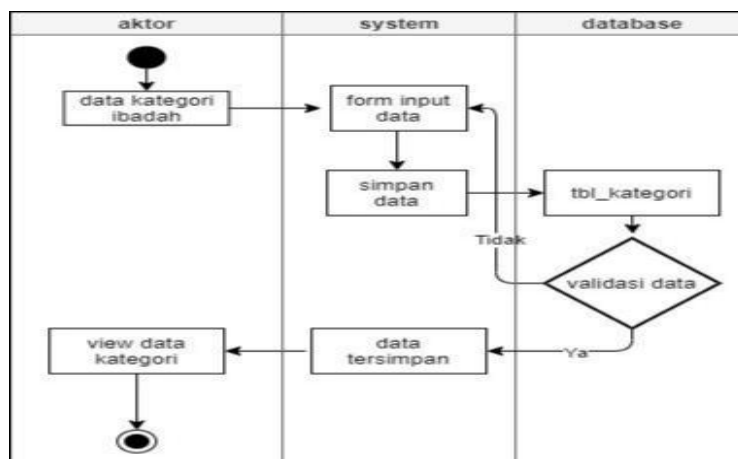 aktor
system
database
data kategori
ibadah
form input
data
simpan
data
tbl_kategori
Tidak
validasi data
view data
kategori
data
tersimpan
Ya